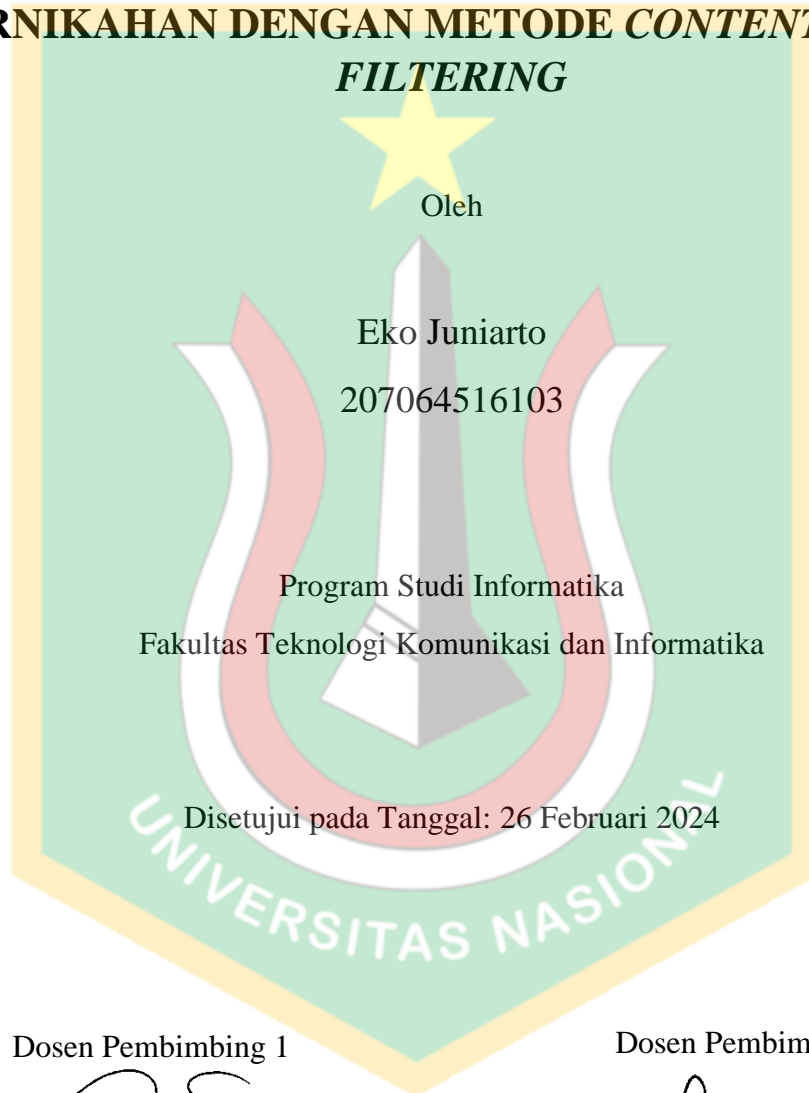 RNIKAHAN DENGAN METODE CONTENT
FILTERING
Oleh
Eko Juniarto
207064516103
Program Studi Informatika
Fakultas Teknologi Komunikasi dan Informatika
Disetujui pada Tanggal: 26 Februari 2024
UNIVERSITAS NASIONAL
Dosen Pembimbing 1
Dosen Pembim